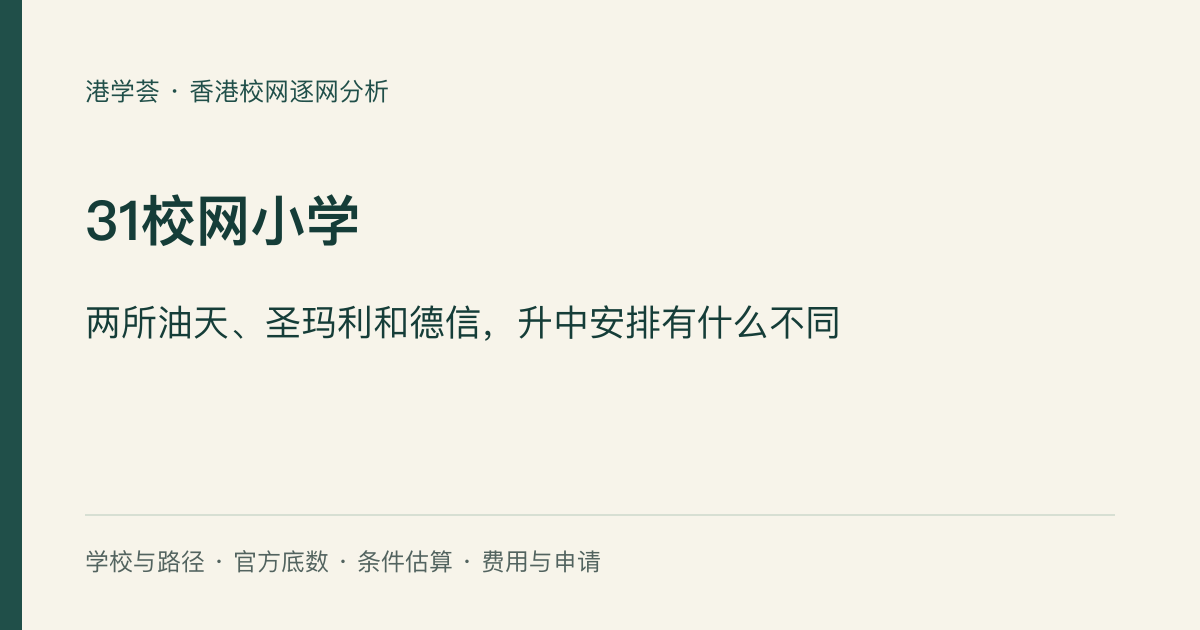 港学荟 · 香港校网逐网分析
31校网小学
两所油天、圣玛利和德信，升中安排有什么不同
学校与路径 · 官方底数 · 条件估算 · 费用与申请